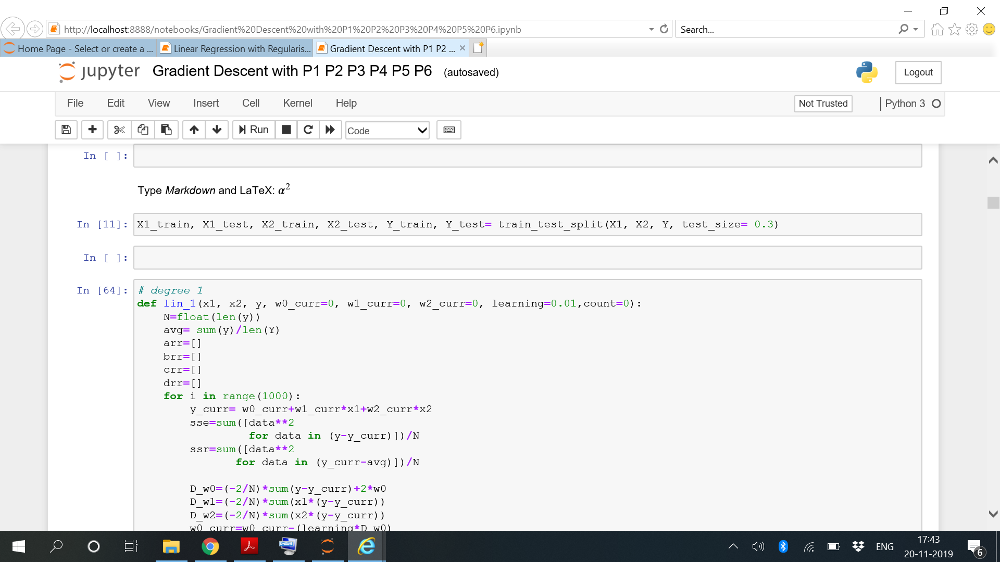 http://localhost:8888/notebooks/Gradient%20Descent%20with%20P1%20P2%20P3%20P4%20P5%20P6.ipynb
Search...
Home Page - Select or create a ...
Linear Regression with Regularis...
Gradient Descent with P1 P2 ...
jupyter
Gradient Descent with P1 P2 P3 P4 P5 P6
(autosaved)
Logout
File Edit View Insert Cell Kernel Help
Not Trusted
Python 3
Run
Code
In [ ]:
Type Markdown and LaTeX: α²
In [11]: X1_train, X1_test, X2_train, X2_test, Y_train, Y_test= train_test_split(X1, X2, Y, test_size= 0.3)
In [ ]:
In [64]: # degree 1
def lin_1(x1, x2, y, w0_curr=0, w1_curr=0, w2_curr=0, learning=0.01,count=0):
    N=float(len(y))
    avg= sum(y)/len(Y)
    arr=[]
    brr=[]
    crr=[]
    drr=[]
    for i in range(1000):
        y_curr= w0_curr+w1_curr*x1+w2_curr*x2
        sse=sum([data**2
                 for data in (y-y_curr)])/N
        ssr=sum([data**2
               for data in (y_curr-avg)])/N
        D_w0=(-2/N)*sum(y-y_curr)+2*w0
        D_w1=(-2/N)*sum(x1*(y-y_curr))
        D_w2=(-2/N)*sum(x2*(y-y_curr))
        w0_curr=w0_curr-(learning*D_w0)
ENG
17:43
20-11-2019
6